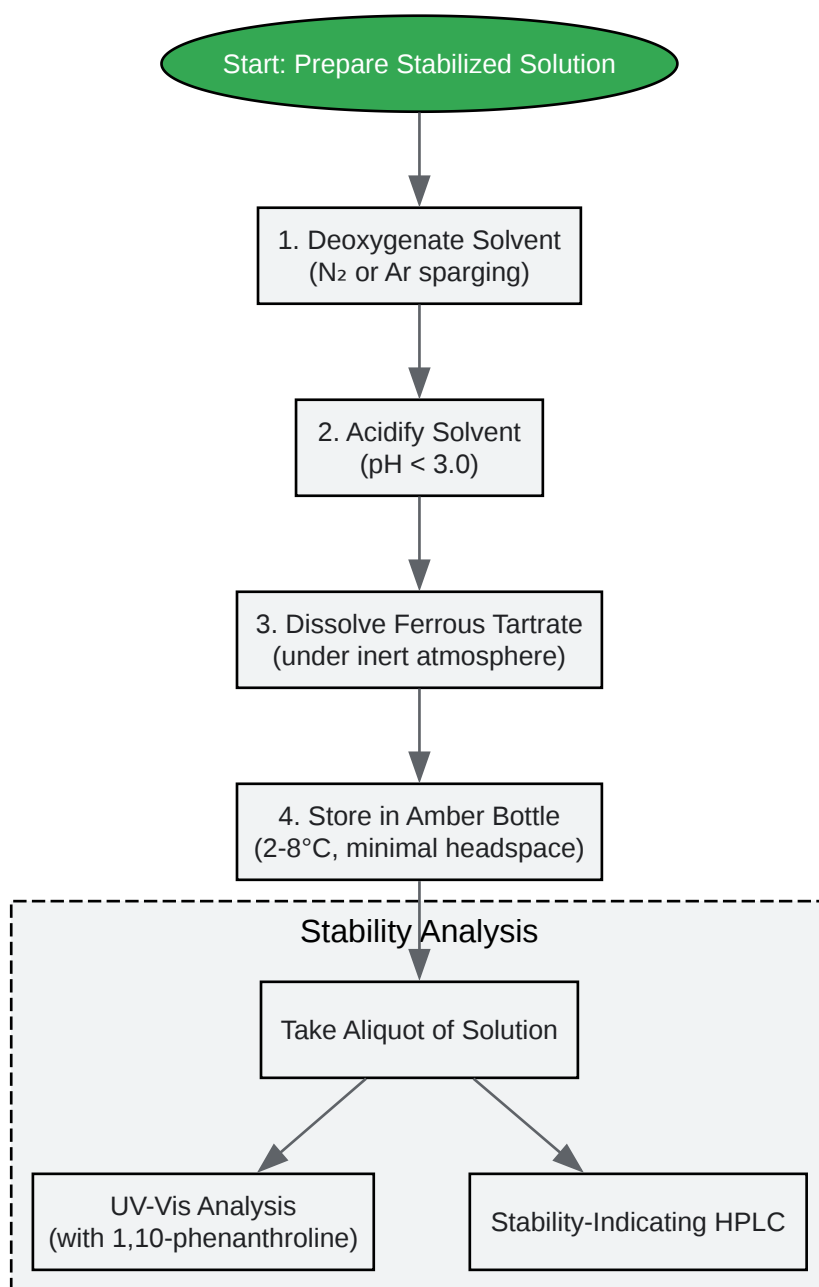 Start: Prepare Stabilized Solution
1. Deoxygenate Solvent
(N₂ or Ar sparging)
2. Acidify Solvent
(pH < 3.0)
3. Dissolve Ferrous Tartrate
(under inert atmosphere)
4. Store in Amber Bottle
(2-8°C, minimal headspace)
Stability Analysis
Take Aliquot of Solution
UV-Vis Analysis
(with 1,10-phenanthroline)
Stability-Indicating HPLC